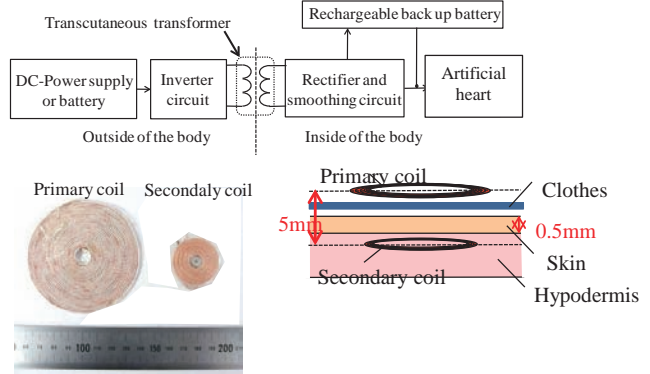 Transcutaneous transformer
Rechargeable back up battery
DC-Power supply
or battery
Inverter
circuit
Rectifier and
smoothing circuit
Artificial
heart
Outside of the body
Inside of the body
Primary coil
Secondaly coil
100
150
200
Primary coil
Clothes
5mm
0.5mm
Skin
Secondary coil
Hypodermis